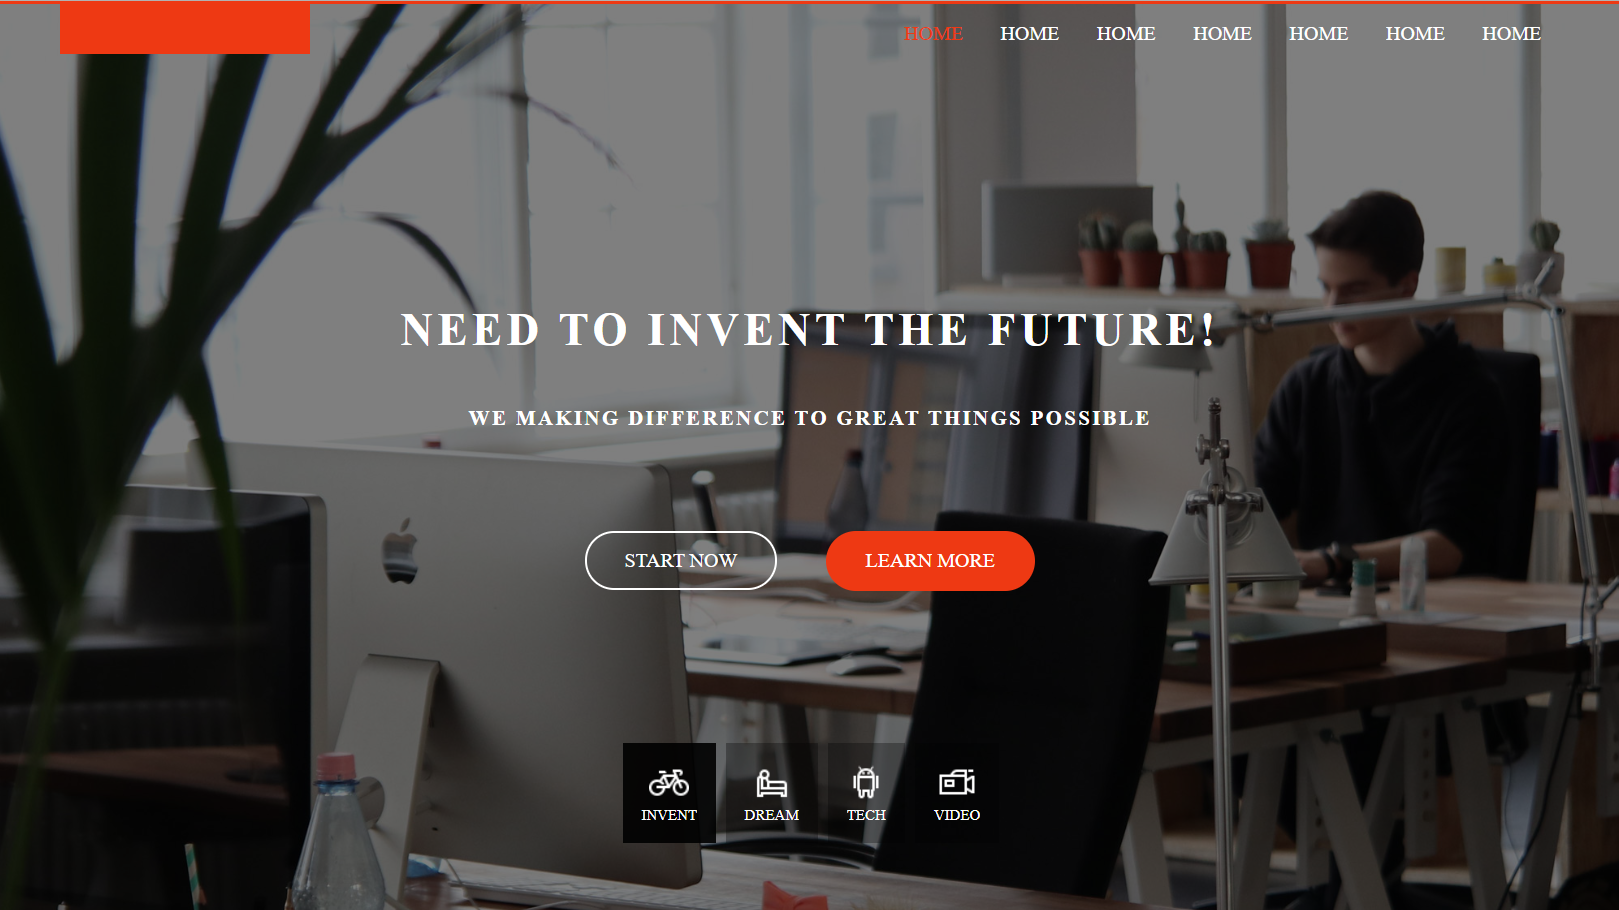 HOME HOME HOME HOME HOME HOME HOME
NEED TO INVENT THE FUTURE!
WE MAKING DIFFERENCE TO GREAT THINGS POSSIBLE
START NOW LEARN MORE
INVENT DREAM TECH VIDEO